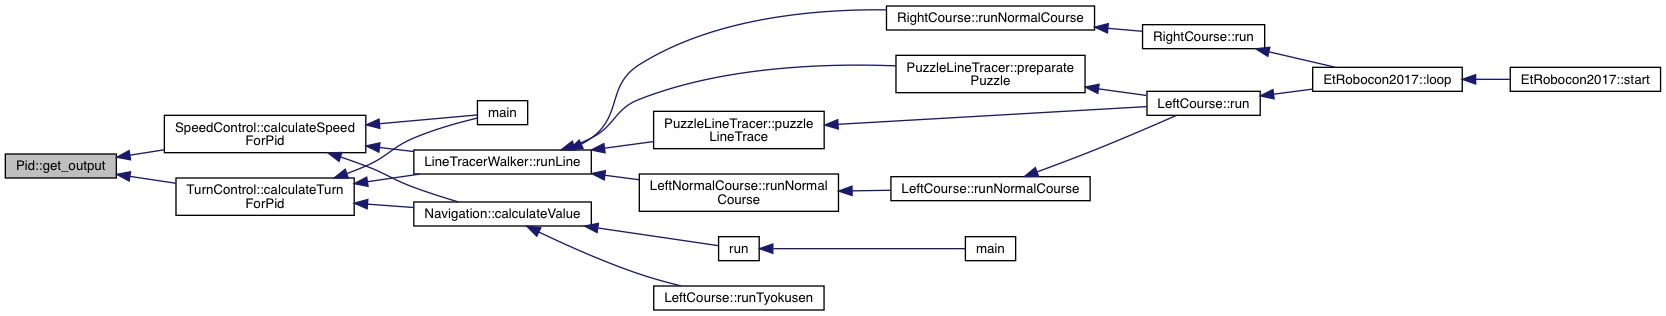 Pid::get_output
SpeedControl::calculateSpeed
ForPid
TurnControl::calculateTurn
ForPid
main
LineTracerWalker::runLine
Navigation::calculateValue
RightCourse::runNormalCourse
PuzzleLineTracer::preparate
Puzzle
PuzzleLineTracer::puzzle
LineTrace
LeftNormalCourse::runNormal
Course
run
LeftCourse::runTyokusen
RightCourse::run
LeftCourse::run
LeftCourse::runNormalCourse
main
EtRobocon2017::loop
EtRobocon2017::start